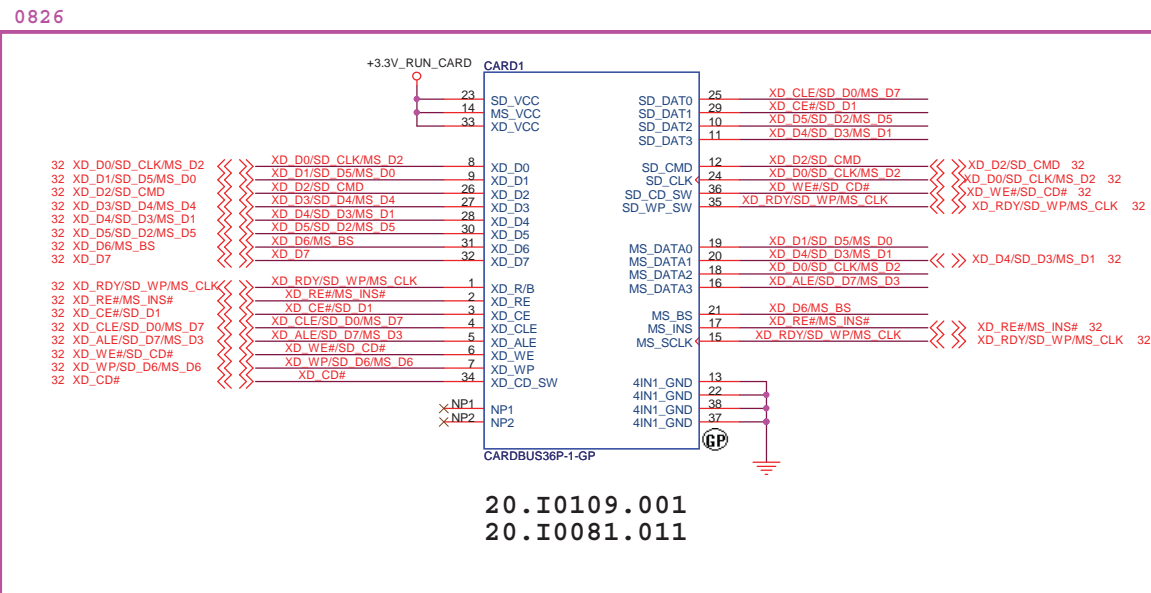 0826
+3.3V_RUN_CARD
CARD1
23 SD_VCC
14 MS_VCC
33 XD_VCC
32 XD_D0/SD_CLK/MS_D2 XD_D0/SD_CLK/MS_D2 8 XD_D0
32 XD_D1/SD_D5/MS_D0 XD_D1/SD_D5/MS_D0 9 XD_D1
32 XD_D2/SD_CMD XD_D2/SD_CMD 26 XD_D2
32 XD_D3/SD_D4/MS_D4 XD_D3/SD_D4/MS_D4 27 XD_D3
32 XD_D4/SD_D3/MS_D1 XD_D4/SD_D3/MS_D1 28 XD_D4
32 XD_D5/SD_D2/MS_D5 XD_D5/SD_D2/MS_D5 30 XD_D5
32 XD_D6/MS_BS XD_D6/MS_BS 31 XD_D6
32 XD_D7 XD_D7 32 XD_D7
32 XD_RDY/SD_WP/MS_CLK XD_RDY/SD_WP/MS_CLK 1 XD_R/B
32 XD_RE#/MS_INS# XD_RE#/MS_INS# 2 XD_RE
32 XD_CE#/SD_D1 XD_CE#/SD_D1 3 XD_CE
32 XD_CLE/SD_D0/MS_D7 XD_CLE/SD_D0/MS_D7 4 XD_CLE
32 XD_ALE/SD_D7/MS_D3 XD_ALE/SD_D7/MS_D3 5 XD_ALE
32 XD_WE#/SD_CD# XD_WE#/SD_CD# 6 XD_WE
32 XD_WP/SD_D6/MS_D6 XD_WP/SD_D6/MS_D6 7 XD_WP
32 XD_CD# XD_CD# 34 XD_CD_SW
NP1 NP1
NP2 NP2
SD_DAT0 25 XD_CLE/SD_D0/MS_D7
SD_DAT1 29 XD_CE#/SD_D1
SD_DAT2 10 XD_D5/SD_D2/MS_D5
SD_DAT3 11 XD_D4/SD_D3/MS_D1
SD_CMD 12 XD_D2/SD_CMD XD_D2/SD_CMD 32
SD_CLK 24 XD_D0/SD_CLK/MS_D2 XD_D0/SD_CLK/MS_D2 32
SD_CD_SW 36 XD_WE#/SD_CD# XD_WE#/SD_CD# 32
SD_WP_SW 35 XD_RDY/SD_WP/MS_CLK XD_RDY/SD_WP/MS_CLK 32
MS_DATA0 19 XD_D1/SD_D5/MS_D0
MS_DATA1 20 XD_D4/SD_D3/MS_D1 XD_D4/SD_D3/MS_D1 32
MS_DATA2 18 XD_D0/SD_CLK/MS_D2
MS_DATA3 16 XD_ALE/SD_D7/MS_D3
MS_BS 21 XD_D6/MS_BS
MS_INS 17 XD_RE#/MS_INS# XD_RE#/MS_INS# 32
MS_SCLK 15 XD_RDY/SD_WP/MS_CLK XD_RDY/SD_WP/MS_CLK 32
4IN1_GND 13
4IN1_GND 22
4IN1_GND 38
4IN1_GND 37
GP
CARDBUS36P-1-GP
20.I0109.001
20.I0081.011